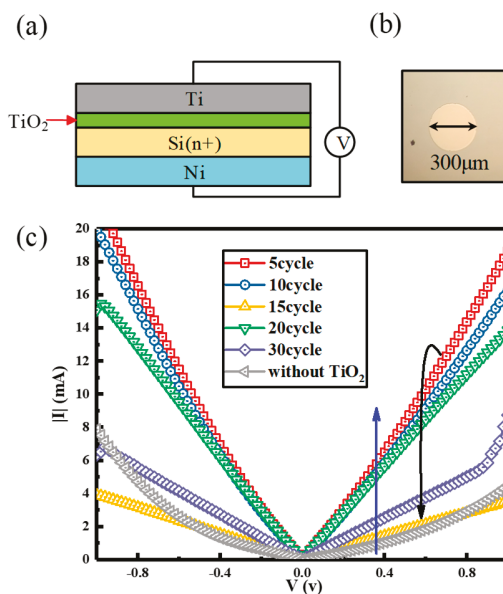 (a)
Ti
TiO2
Si(n+)
Ni
V
(b)
300μm
(c)
20
18
16
14
12
10
8
6
4
2
0
|I| (mA)
5cycle
10cycle
15cycle
20cycle
30cycle
without TiO2
-0.8
-0.4
0.0
0.4
0.8
V (v)